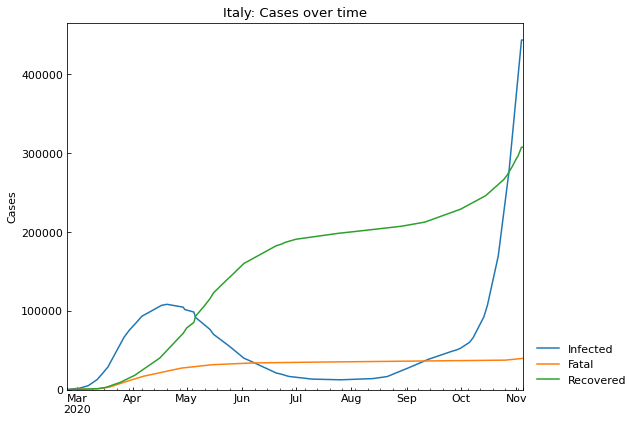 Italy: Cases over time
Cases
400000
300000
200000
100000
0
Mar Apr May Jun Jul Aug Sep Oct Nov
2020
Infected
Fatal
Recovered